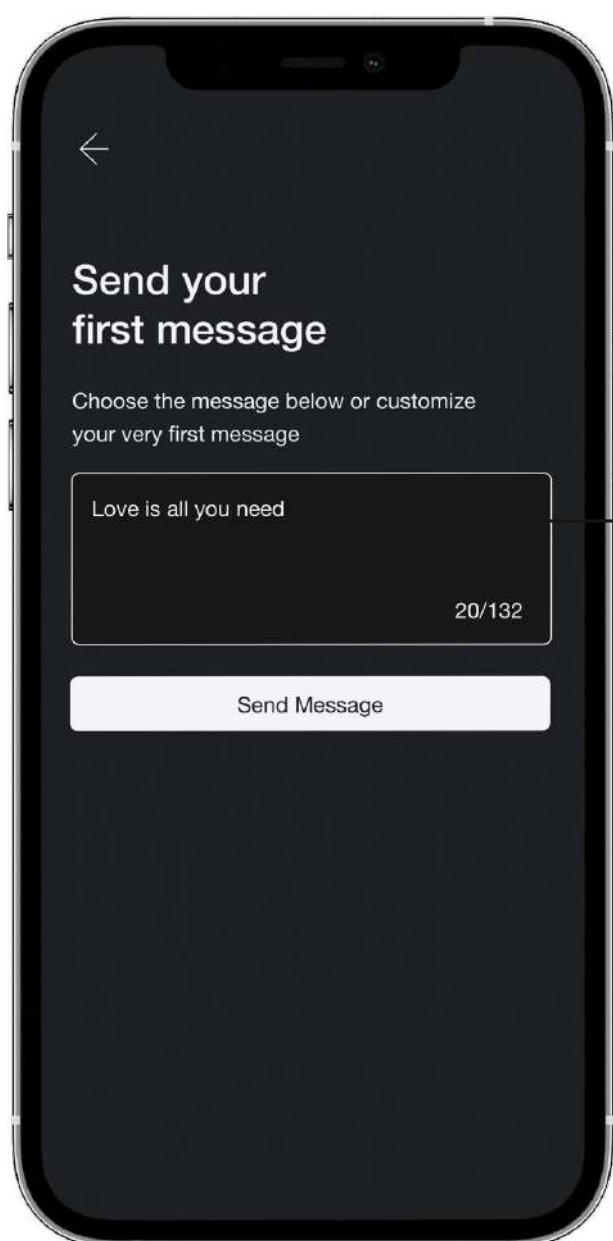 Send your
first message
Choose the message below or customize
your very first message
Love is all you need
20/132
Send Message